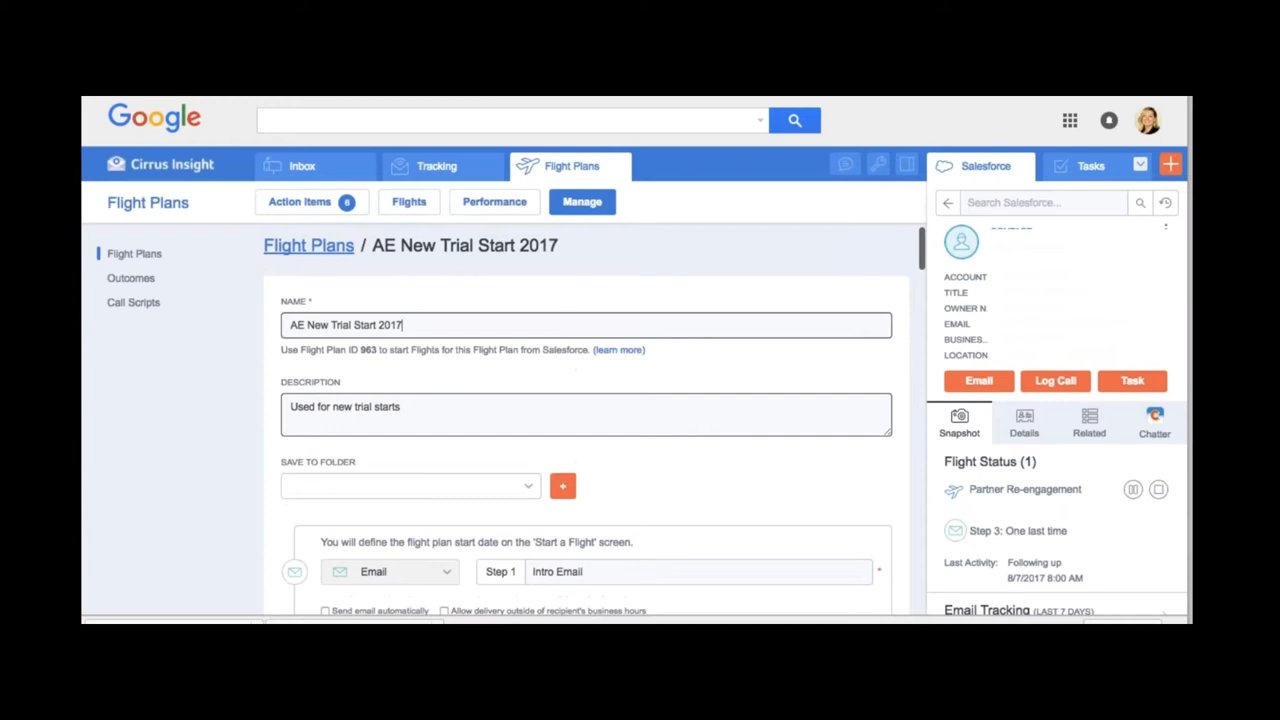 Google
Cirrus Insight Inbox Tracking Flight Plans Salesforce Tasks
Flight Plans Action Items 6 Flights Performance Manage Search Salesforce...
Flight Plans
Outcomes
Call Scripts
Flight Plans / AE New Trial Start 2017
NAME *
AE New Trial Start 2017
Use Flight Plan ID 963 to start Flights for this Flight Plan from Salesforce. (learn more)
DESCRIPTION
Used for new trial starts
SAVE TO FOLDER
+
You will define the flight plan start date on the 'Start a Flight' screen.
Email Step 1 Intro Email *
Send email automatically Allow delivery outside of recipient's business hours
ACCOUNT
TITLE
OWNER N
EMAIL
BUSINES..
LOCATION
Email Log Call Task
Snapshot Details Related Chatter
Flight Status (1)
Partner Re-engagement
Step 3: One last time
Last Activity: Following up
8/7/2017 8:00 AM
Email Tracking (LAST 7 DAYS)